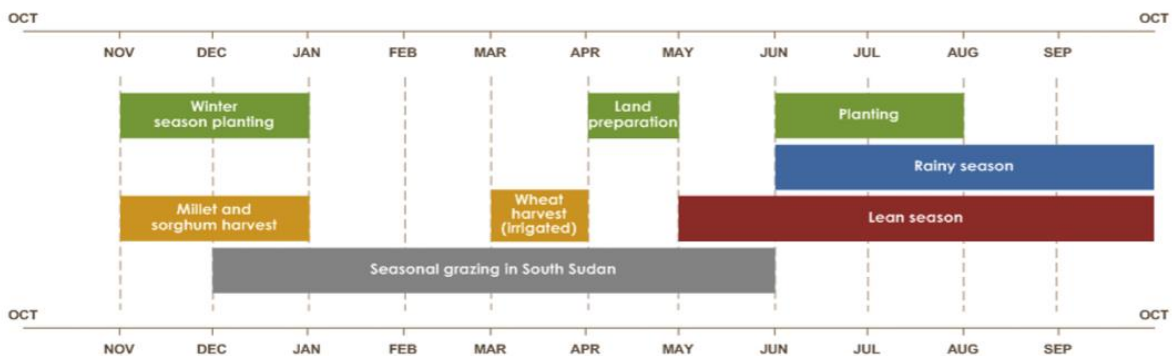 OCT OCT
NOV DEC JAN FEB MAR APR MAY JUN JUL AUG SEP
Winter
season planting
Land
preparation
Planting
Rainy season
Millet and
sorghum harvest
Wheat
harvest
(irrigated)
Lean season
Seasonal grazing in South Sudan
OCT OCT
NOV DEC JAN FEB MAR APR MAY JUN JUL AUG SEP